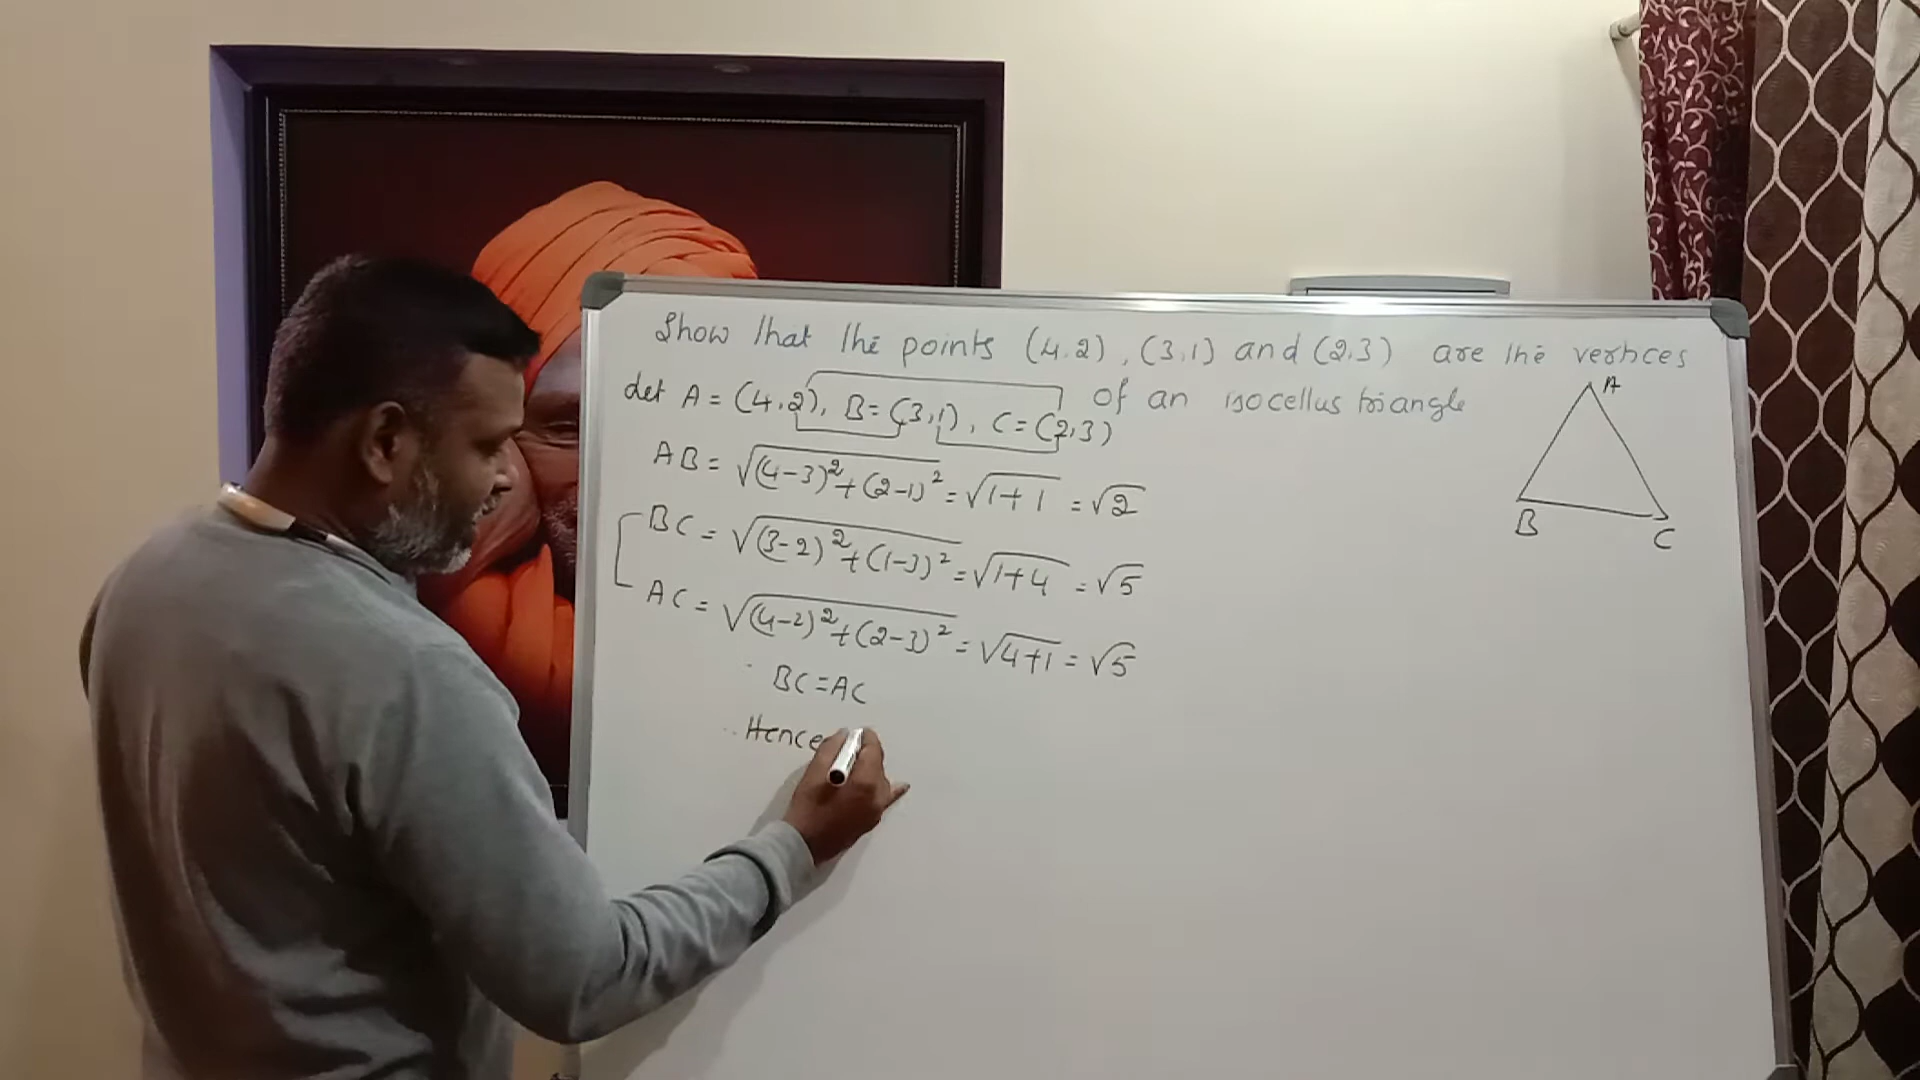 Show that the points (4,2), (3,1) and (2,3) are the vertices
of an isocellus triangle
Let A = (4,2), B = (3,1), C = (2,3)
AB = √(4-3)²+(2-1)² = √1+1 = √2
BC = √(3-2)²+(1-3)² = √1+4 = √5
AC = √(4-2)²+(2-3)² = √4+1 = √5
BC = AC
Hence
A
B
C